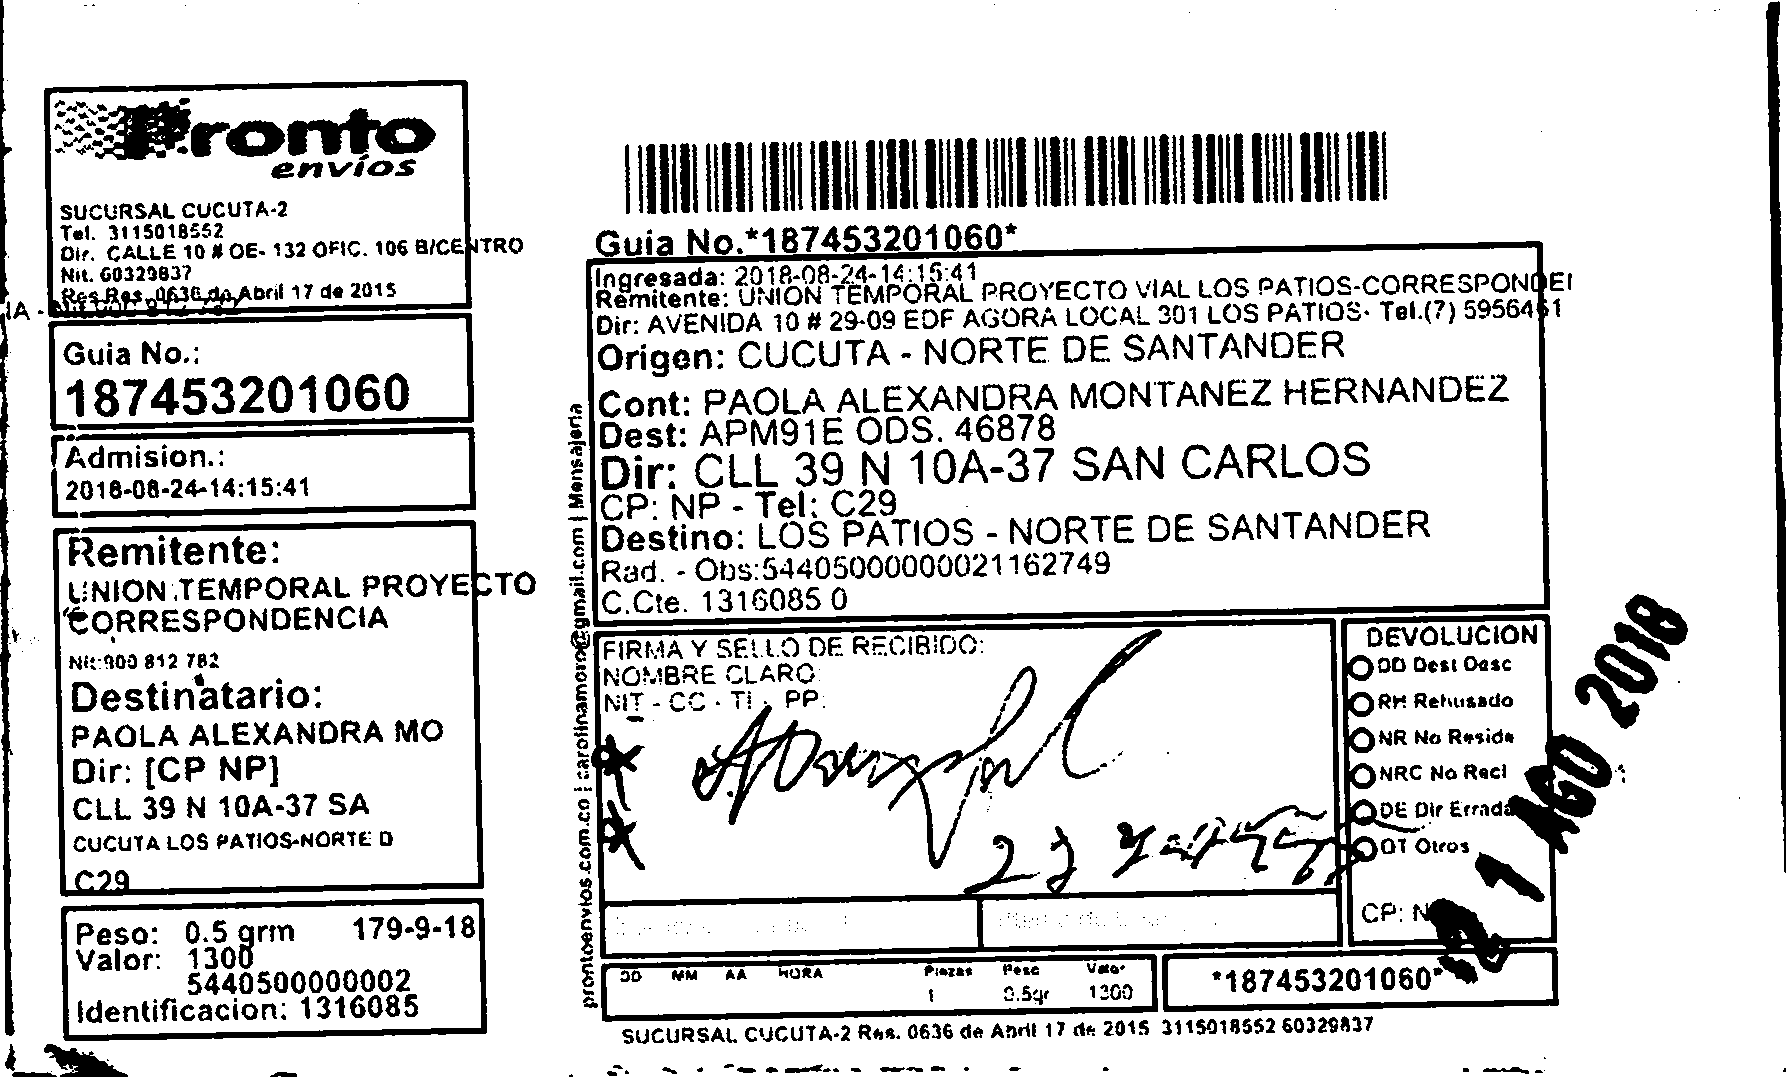 Pronto
envíos
SUCURSAL CUCUTA-2
Tel. 3115018552
Dir. CALLE 10 # OE- 132 OFIC. 106 B/CENTRO
Nit. 60329837
Res Res. 0636 de Abril 17 de 2015
Guia No.:
187453201060
Admision.:
2018-08-24-14:15:41
Remitente:
UNION TEMPORAL PROYECTO
CORRESPONDENCIA
Nit:900 812 782
Destinatario:
PAOLA ALEXANDRA MO
Dir: [CP NP]
CLL 39 N 10A-37 SA
CUCUTA LOS PATIOS-NORTE D
C29
Peso: 0.5 grm 179-9-18
Valor: 1300
5440500000002
Identificacion: 1316085
prontoenvios.com.co | carolinamoro@gmail.com | Mensajeria
Guia No.*187453201060*
Ingresada: 2018-08-24-14:15:41
Remitente: UNION TEMPORAL PROYECTO VIAL LOS PATIOS-CORRESPONDEI
Dir: AVENIDA 10 # 29-09 EDF AGORA LOCAL 301 LOS PATIOS- Tel.(7) 5956461
Origen: CUCUTA - NORTE DE SANTANDER
Cont: PAOLA ALEXANDRA MONTANEZ HERNANDEZ
Dest: APM91E ODS. 46878
Dir: CLL 39 N 10A-37 SAN CARLOS
CP: NP - Tel: C29
Destino: LOS PATIOS - NORTE DE SANTANDER
Rad. - Obs:54405000000021162749
C.Cte. 1316085 0
FIRMA Y SELLO DE RECIBIDO:
NOMBRE CLARO:
NIT - CC - TI - PP:
DEVOLUCION
DD Dest Desc
RH Rehusado
NR No Reside
NRC No Recl
DE Dir Errada
OT Otros
CP: N
AGO 2018
DD MM AA HORA Piezas Peso Valor
1 0.5gr 1300
*187453201060*
SUCURSAL CUCUTA-2 Res. 0636 de Abril 17 de 2015 3115018552 60329837